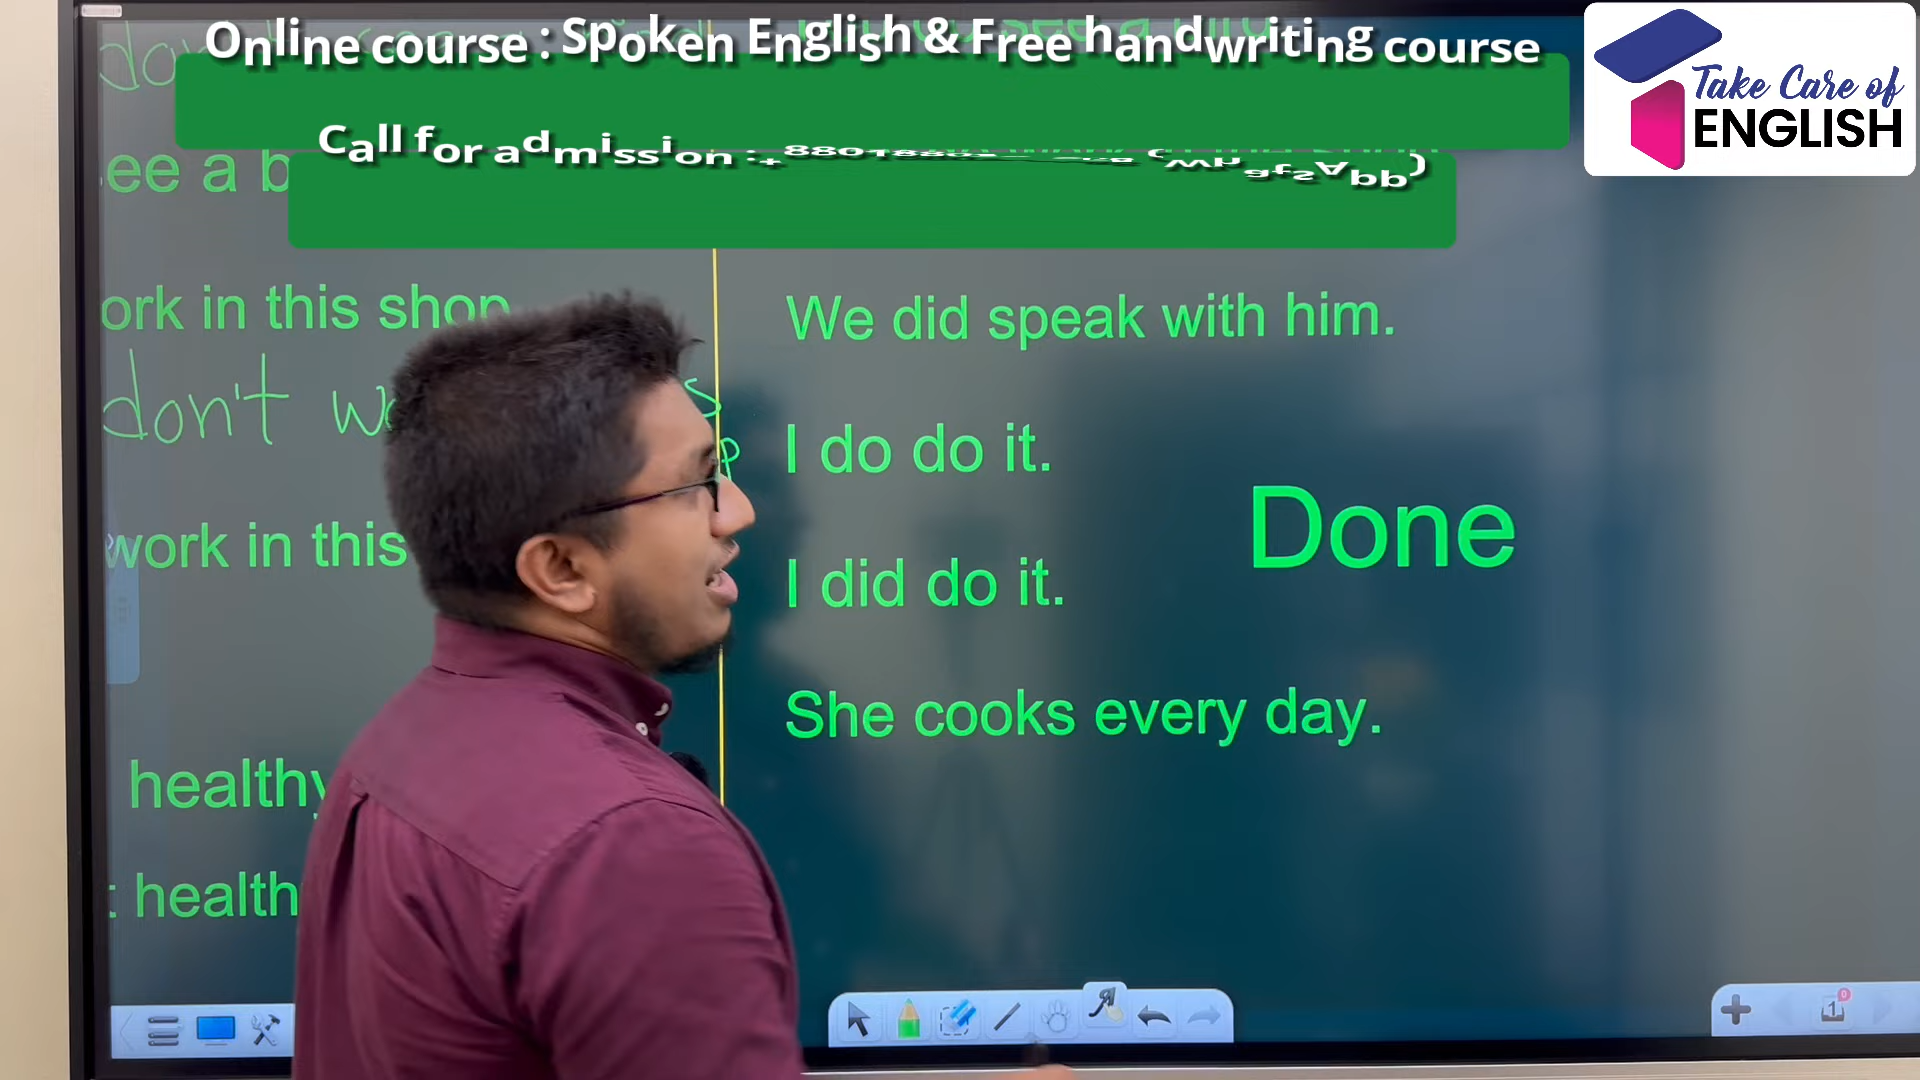 Online course : Spoken English & Free handwriting course
Call for admission :
Take Care of
ENGLISH
see a b
ork in this shop
don't
work in this
healthy
healthy
We did speak with him.
I do do it.
I did do it.
Done
She cooks every day.